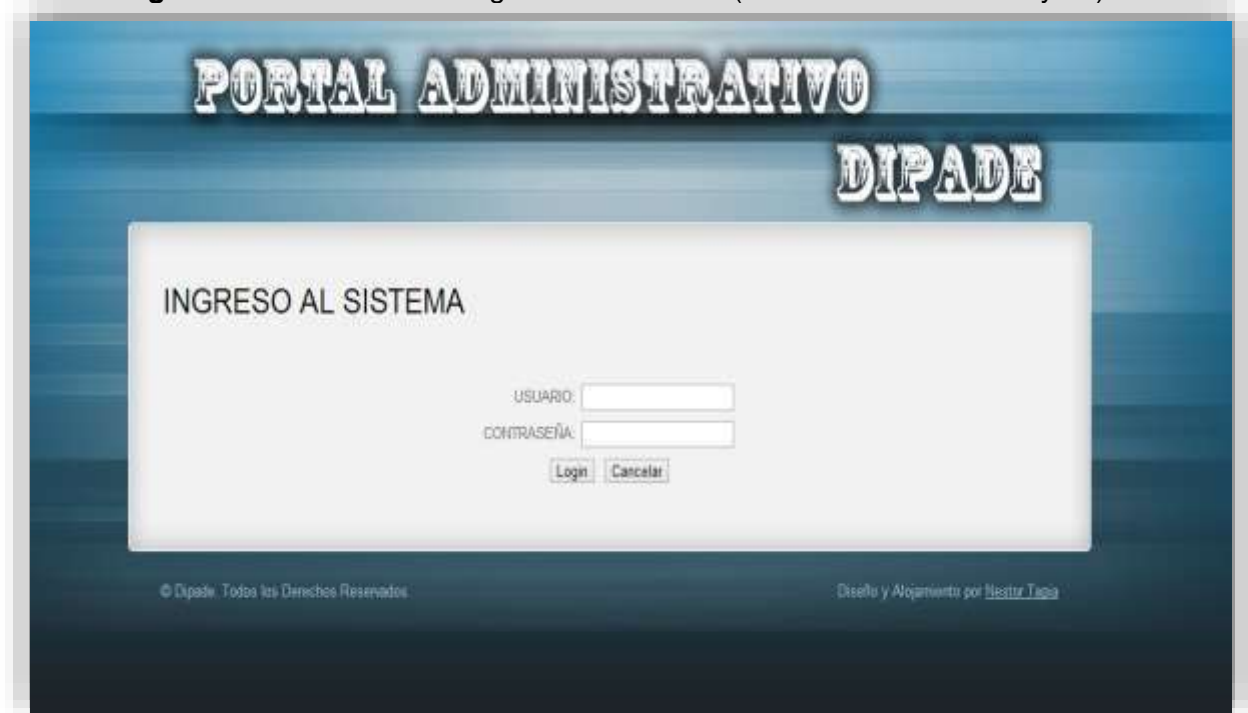 PORTAL ADMINISTRATIVO
DIPADE
INGRESO AL SISTEMA
USUARIO:
CONTRASEÑA:
Login Cancelar
© Dipade. Todos los Derechos Reservados
Diseño y Alojamiento por Nestor Tapia